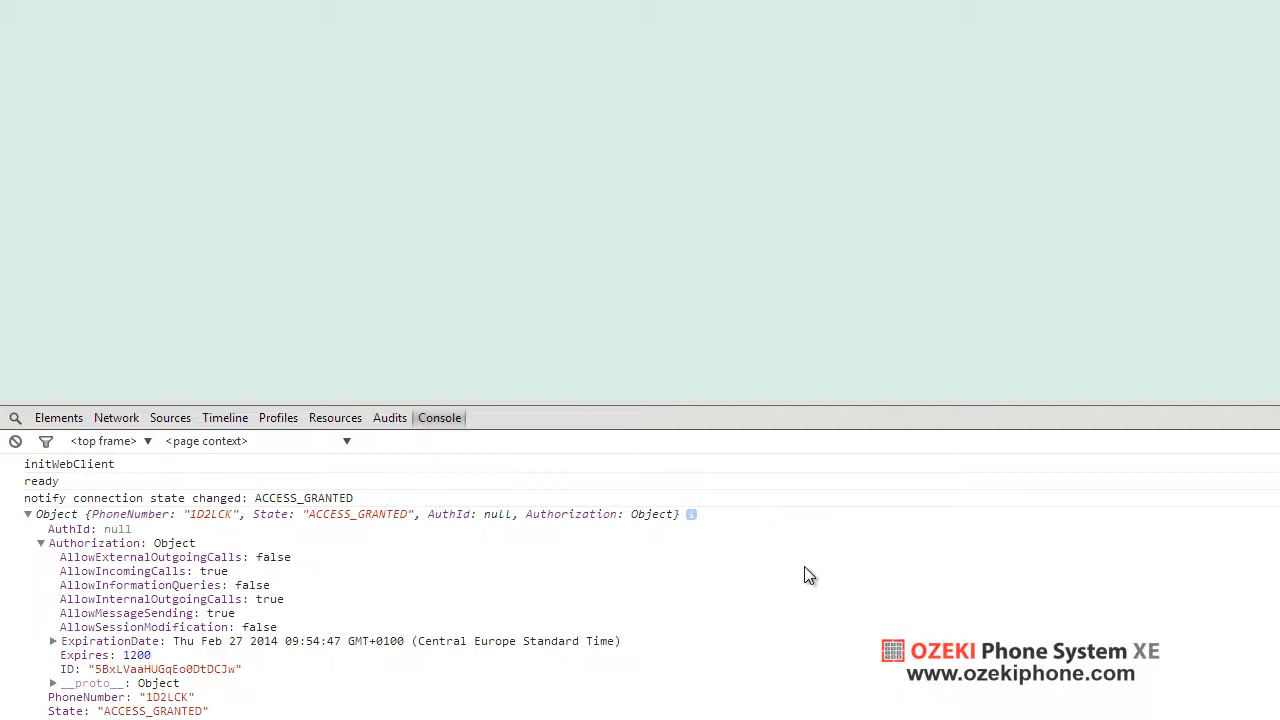 Elements Network Sources Timeline Profiles Resources Audits Console
<top frame> ▼ <page context> ▼
initWebClient
ready
notify connection state changed: ACCESS_GRANTED
▼ Object {PhoneNumber: "1D2LCK", State: "ACCESS_GRANTED", AuthId: null, Authorization: Object} i
AuthId: null
▼ Authorization: Object
AllowExternalOutgoingCalls: false
AllowIncomingCalls: true
AllowInformationQueries: false
AllowInternalOutgoingCalls: true
AllowMessageSending: true
AllowSessionModification: false
▶ ExpirationDate: Thu Feb 27 2014 09:54:47 GMT+0100 (Central Europe Standard Time)
Expires: 1200
ID: "5BxLVaaHUGqEo0DtDCJw"
▶ __proto__: Object
PhoneNumber: "1D2LCK"
State: "ACCESS_GRANTED"
OZEKI Phone System XE
www.ozekiphone.com